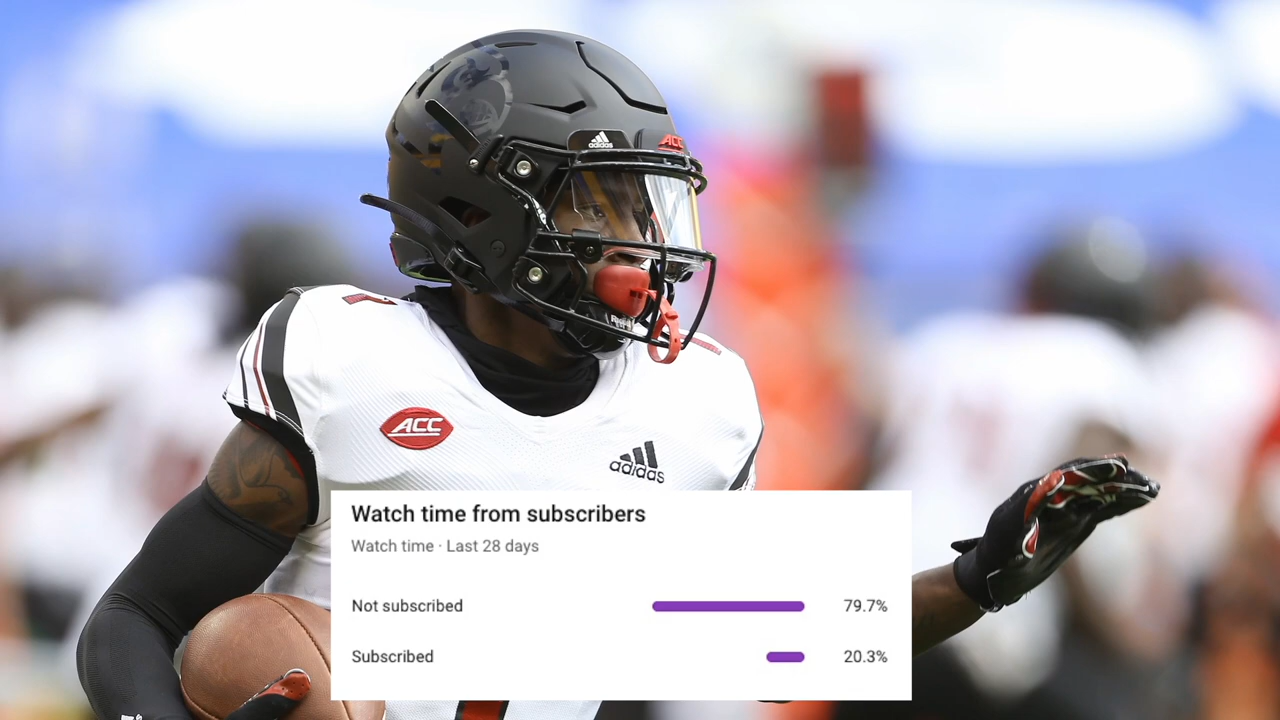 adidas
ACC
ACC
adidas
Watch time from subscribers
Watch time · Last 28 days
Not subscribed
79.7%
Subscribed
20.3%